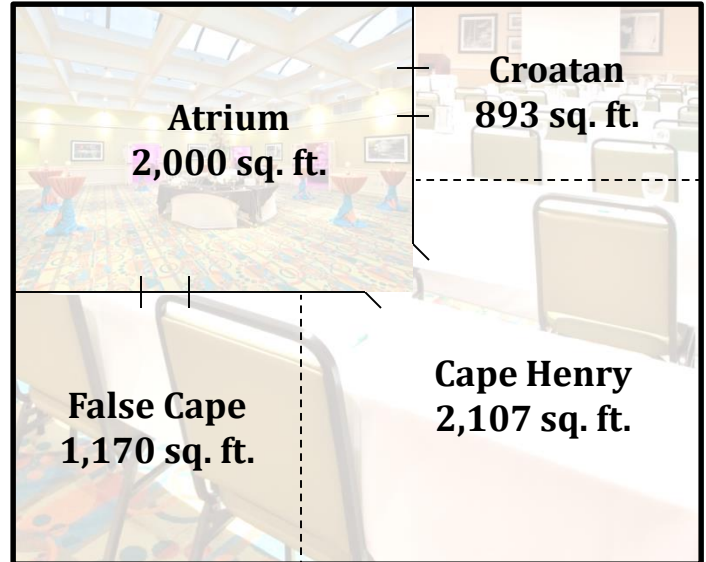 Atrium
2,000 sq. ft.
Croatan
893 sq. ft.
False Cape
1,170 sq. ft.
Cape Henry
2,107 sq. ft.